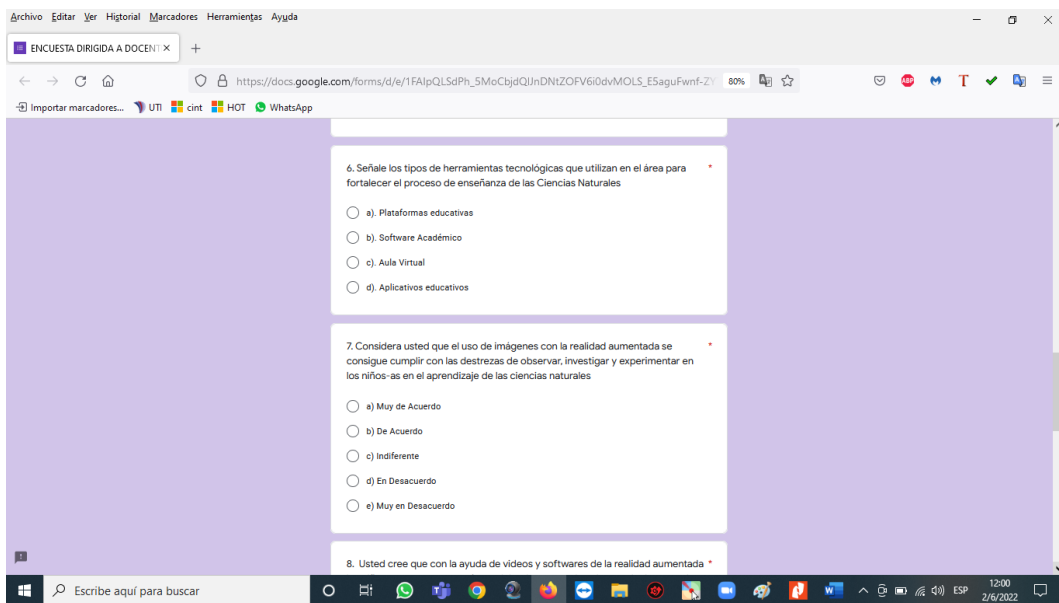 Archivo Editar Ver Historial Marcadores Herramientas Ayuda
ENCUESTA DIRIGIDA A DOCENT
https://docs.google.com/forms/d/e/1FAIpQLSdPh_5MoCbjdQlJnDNtZOFV6i0dvMOLS_E5aguFwnf-ZY 80%
Importar marcadores... UTI cint HOT WhatsApp
6. Señale los tipos de herramientas tecnológicas que utilizan en el área para *
fortalecer el proceso de enseñanza de las Ciencias Naturales
a). Plataformas educativas
b). Software Académico
c). Aula Virtual
d). Aplicativos educativos
7. Considera usted que el uso de imágenes con la realidad aumentada se *
consigue cumplir con las destrezas de observar, investigar y experimentar en
los niños-as en el aprendizaje de las ciencias naturales
a) Muy de Acuerdo
b) De Acuerdo
c) Indiferente
d) En Desacuerdo
e) Muy en Desacuerdo
8. Usted cree que con la ayuda de videos y softwares de la realidad aumentada *
Escribe aquí para buscar
ESP
12:00
2/6/2022